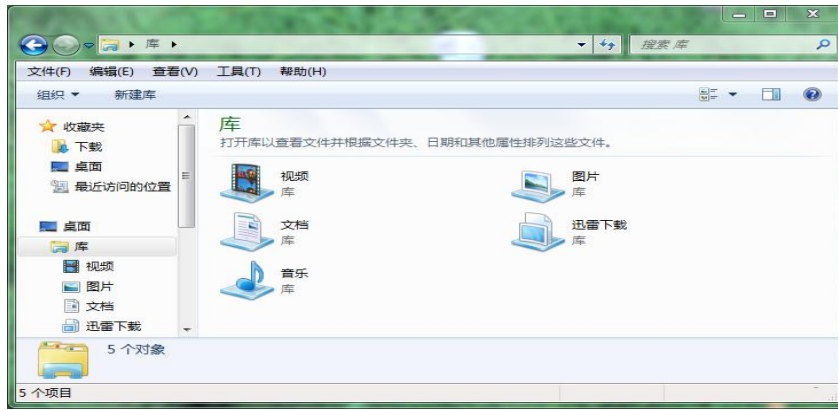 库
搜索 库
文件(F) 编辑(E) 查看(V) 工具(T) 帮助(H)
组织 新建库
收藏夹
下载
桌面
最近访问的位置
桌面
库
视频
图片
文档
迅雷下载
库
打开库以查看文件并根据文件夹、日期和其他属性排列这些文件。
视频
库
图片
库
文档
库
迅雷下载
库
音乐
库
5 个对象
5 个项目